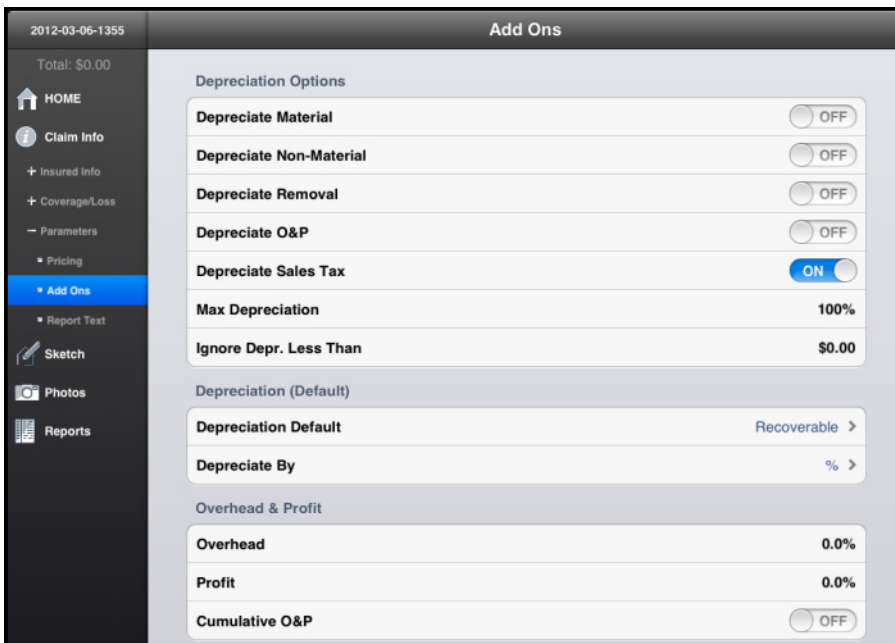 2012-03-06-1355
Total: $0.00
HOME
Claim Info
+ Insured Info
+ Coverage/Loss
− Parameters
▪ Pricing
▪ Add Ons
▪ Report Text
Sketch
Photos
Reports
Add Ons
Depreciation Options
Depreciate Material OFF
Depreciate Non-Material OFF
Depreciate Removal OFF
Depreciate O&P OFF
Depreciate Sales Tax ON
Max Depreciation 100%
Ignore Depr. Less Than $0.00
Depreciation (Default)
Depreciation Default Recoverable >
Depreciate By % >
Overhead & Profit
Overhead 0.0%
Profit 0.0%
Cumulative O&P OFF